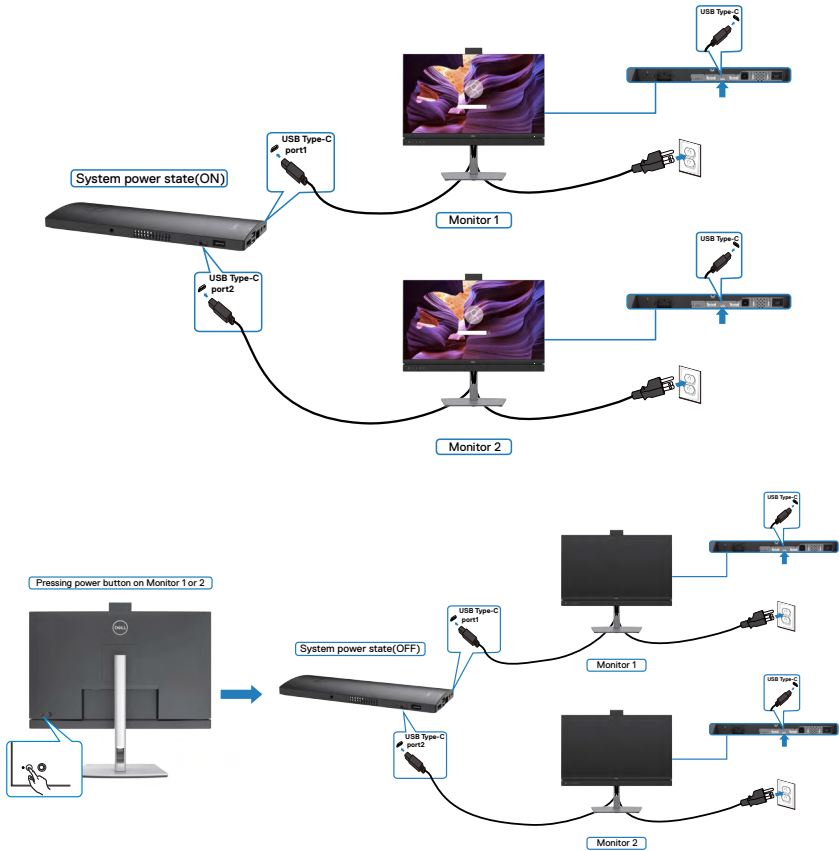 USB Type-C
USB Type-C
port1
System power state(ON)
Monitor 1
USB Type-C
USB Type-C
port2
Monitor 2
USB Type-C
Pressing power button on Monitor 1 or 2
DELL
USB Type-C
port1
System power state(OFF)
Monitor 1
USB Type-C
USB Type-C
port2
Monitor 2